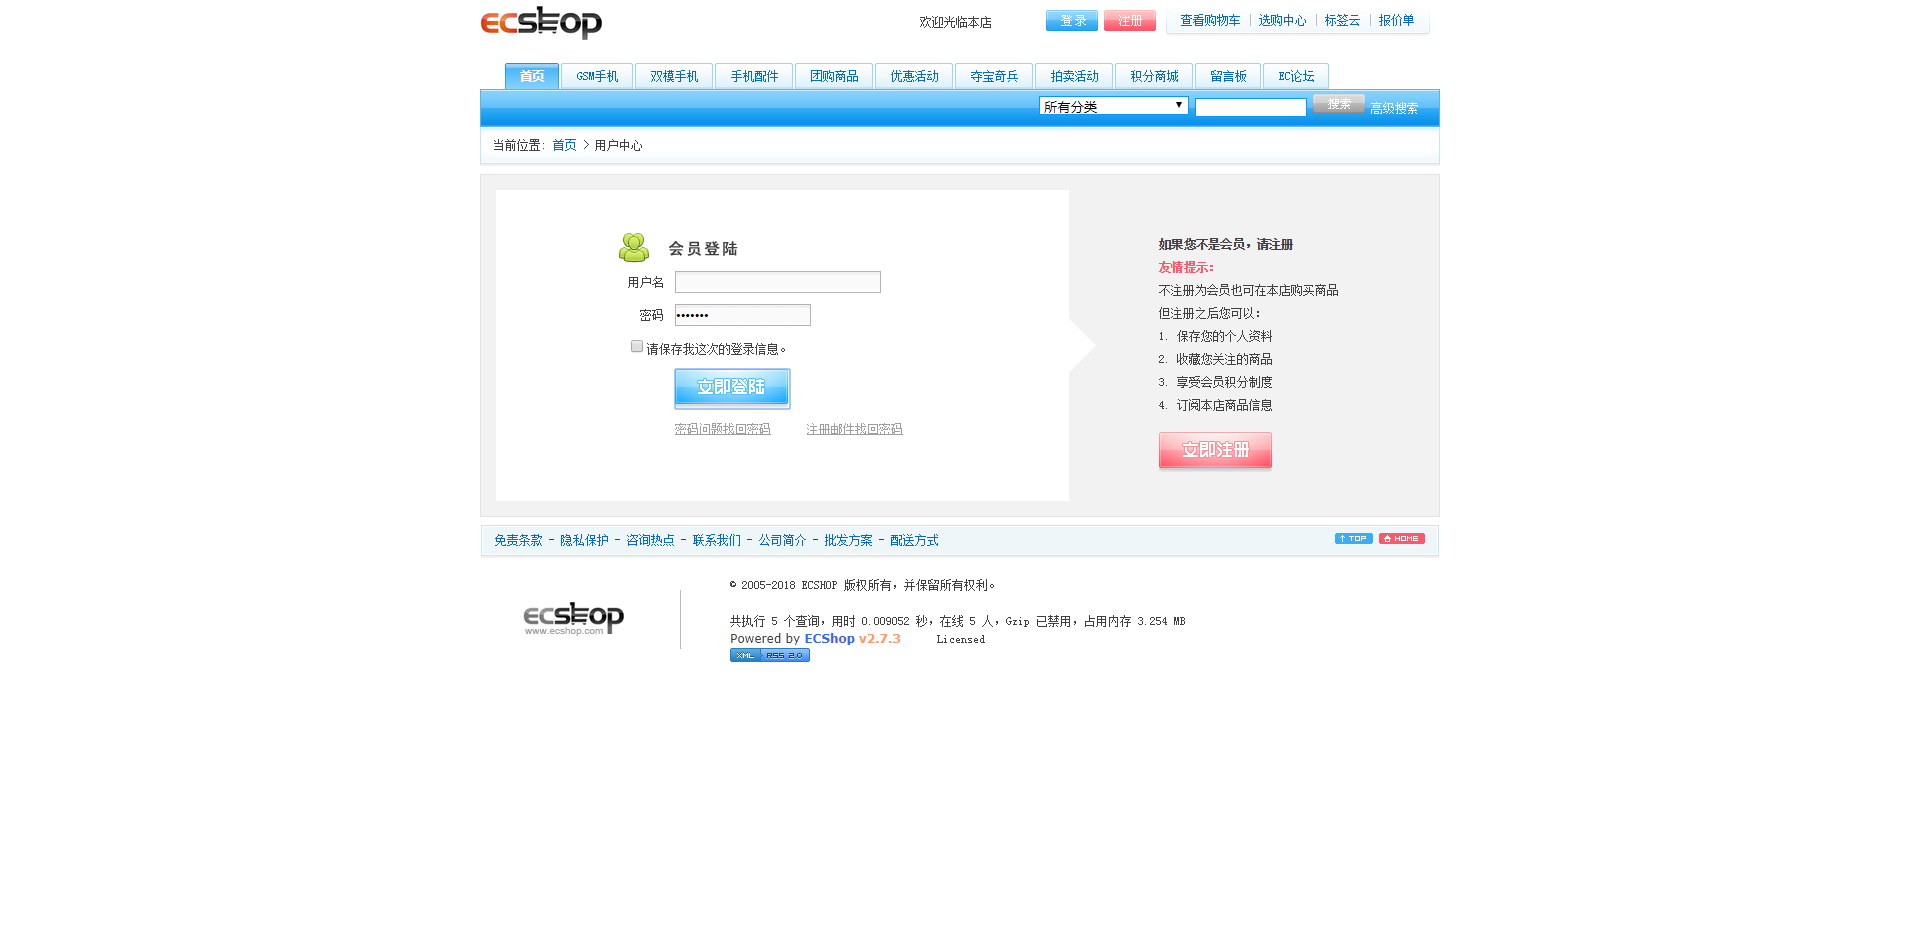 ecshop
欢迎光临本店
登 录 注册 查看购物车 | 选购中心 | 标签云 | 报价单
首页 GSM手机 双模手机 手机配件 团购商品 优惠活动 夺宝奇兵 拍卖活动 积分商城 留言板 EC论坛
所有分类 搜索 高级搜索
当前位置: 首页 > 用户中心
会员登陆
用户名
密码 •••••••
请保存我这次的登录信息。
立即登陆
密码问题找回密码 注册邮件找回密码
如果您不是会员，请注册
友情提示：
不注册为会员也可在本店购买商品
但注册之后您可以：
1. 保存您的个人资料
2. 收藏您关注的商品
3. 享受会员积分制度
4. 订阅本店商品信息
立即注册
免责条款 - 隐私保护 - 咨询热点 - 联系我们 - 公司简介 - 批发方案 - 配送方式
TOP HOME
ecshop
www.ecshop.com
© 2005-2018 ECSHOP 版权所有，并保留所有权利。
共执行 5 个查询，用时 0.009052 秒，在线 5 人，Gzip 已禁用，占用内存 3.254 MB
Powered by ECShop v2.7.3 Licensed
XML RSS 2.0